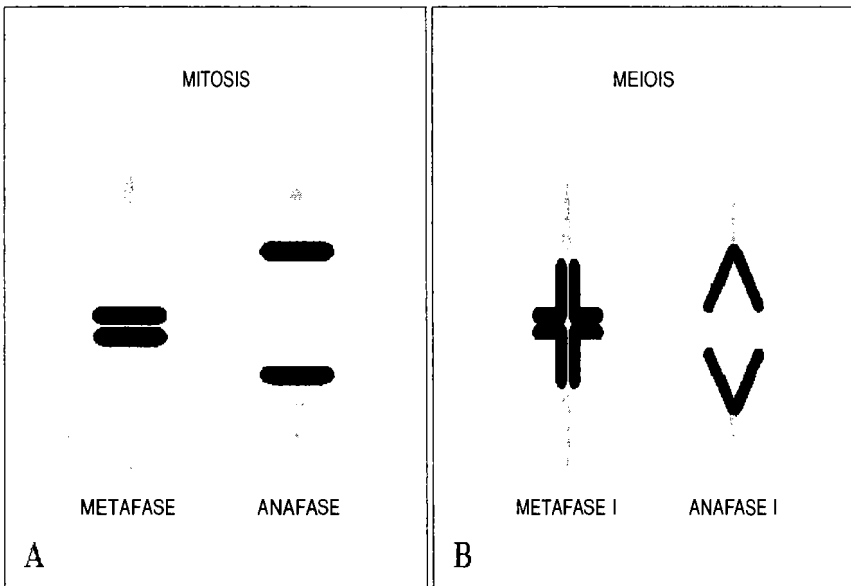 MITOSIS
METAFASE
ANAFASE
A
MEIOIS
METAFASE I
ANAFASE I
B